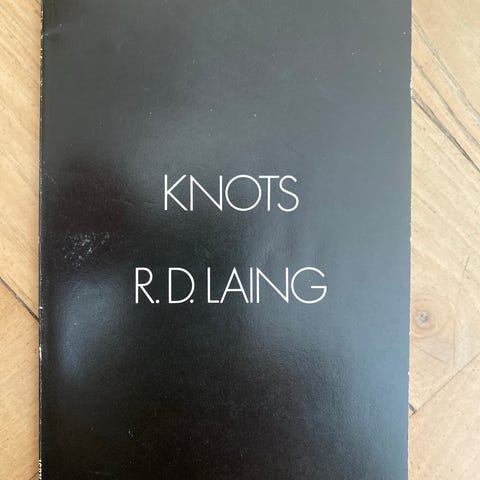 KNOTS
R. D. LAING